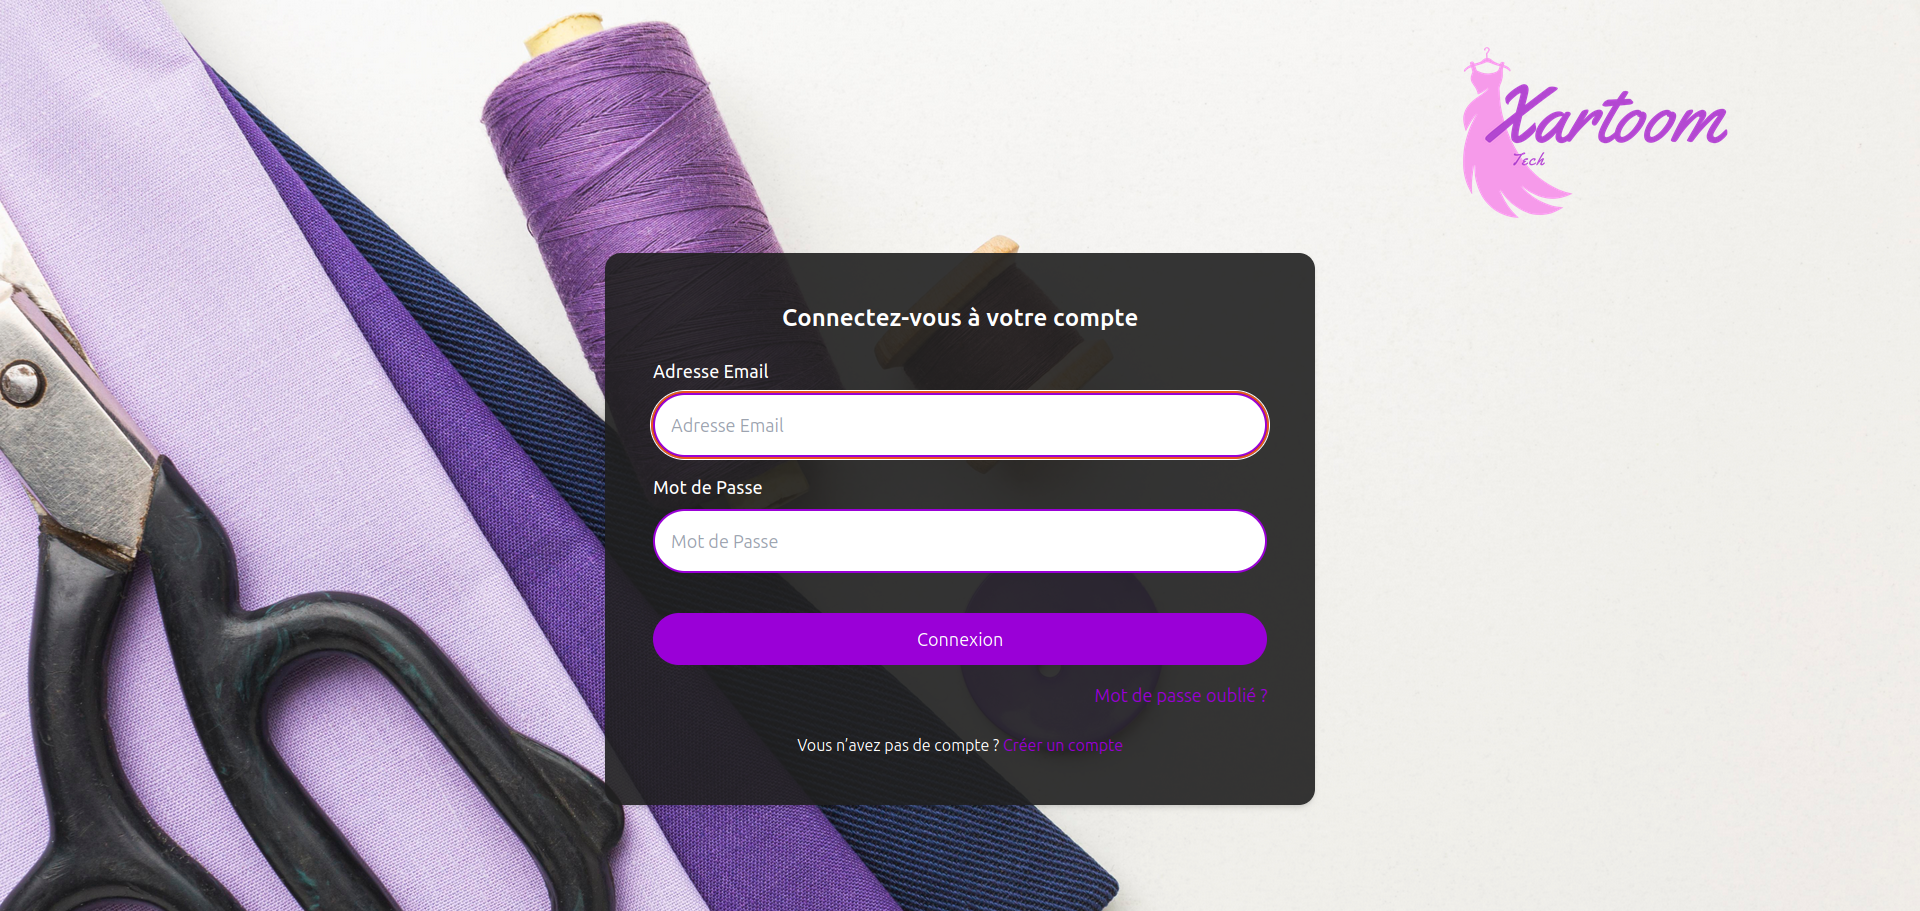 Xartoom
Tech
Connectez-vous à votre compte
Adresse Email
Adresse Email
Mot de Passe
Mot de Passe
Connexion
Mot de passe oublié ?
Vous n’avez pas de compte ? Créer un compte